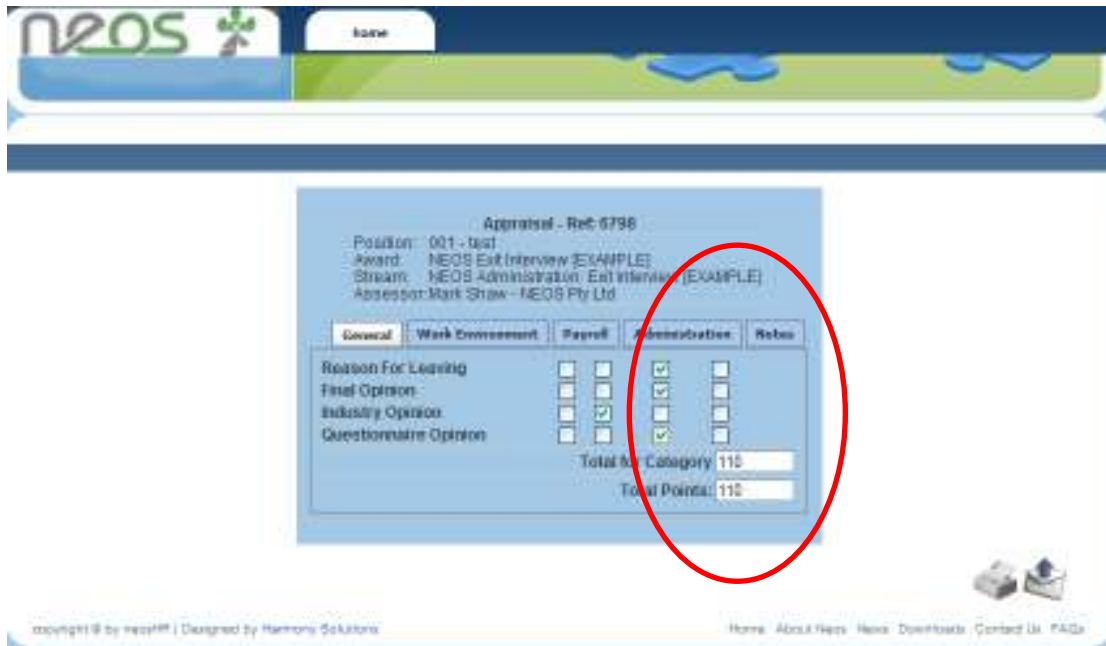 neos
home
Appraisal - Ref: 6798
Position: 001 - test
Award: NEOS Exit Interview [EXAMPLE]
Stream: NEOS Administration: Exit Interview [EXAMPLE]
Assessor: Mark Shaw - NEOS Pty Ltd
General Work Environment Payroll Administration Notes
Reason For Leaving
Final Opinion
Industry Opinion
Questionnaire Opinion
Total for Category 110
Total Points: 110
copyright © by neosHR | Designed by Harmony Solutions
Home About Neos News Downloads Contact Us FAQs